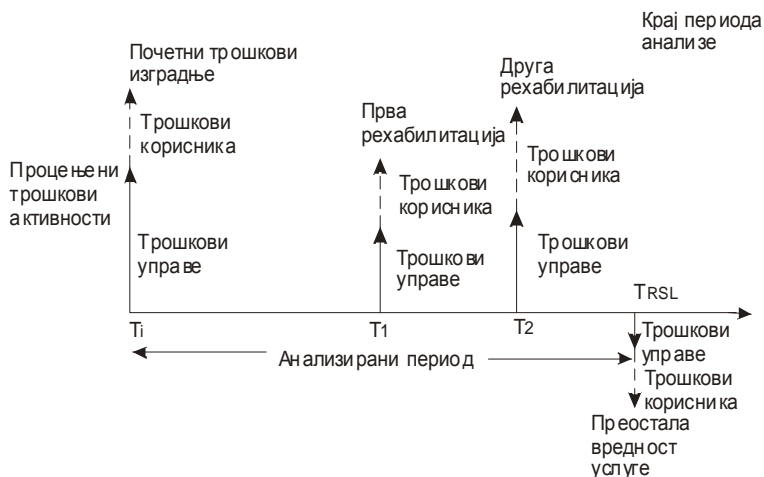 Крај периода
анализе
Почетни трошкови
изградње
Друга
рехабилитација
Трошкови
корисника
Прва
рехабилитација
Трошкови
корисника
Процењени
трошкови
активности
Трошкови
корисника
Трошкови
управе
Трошкови
управе
Трошкови
управе
TRSL
Ti
T1
T2
Анализирани период
Трошкови
управе
Трошкови
корисника
Преостала
вредност
услуге